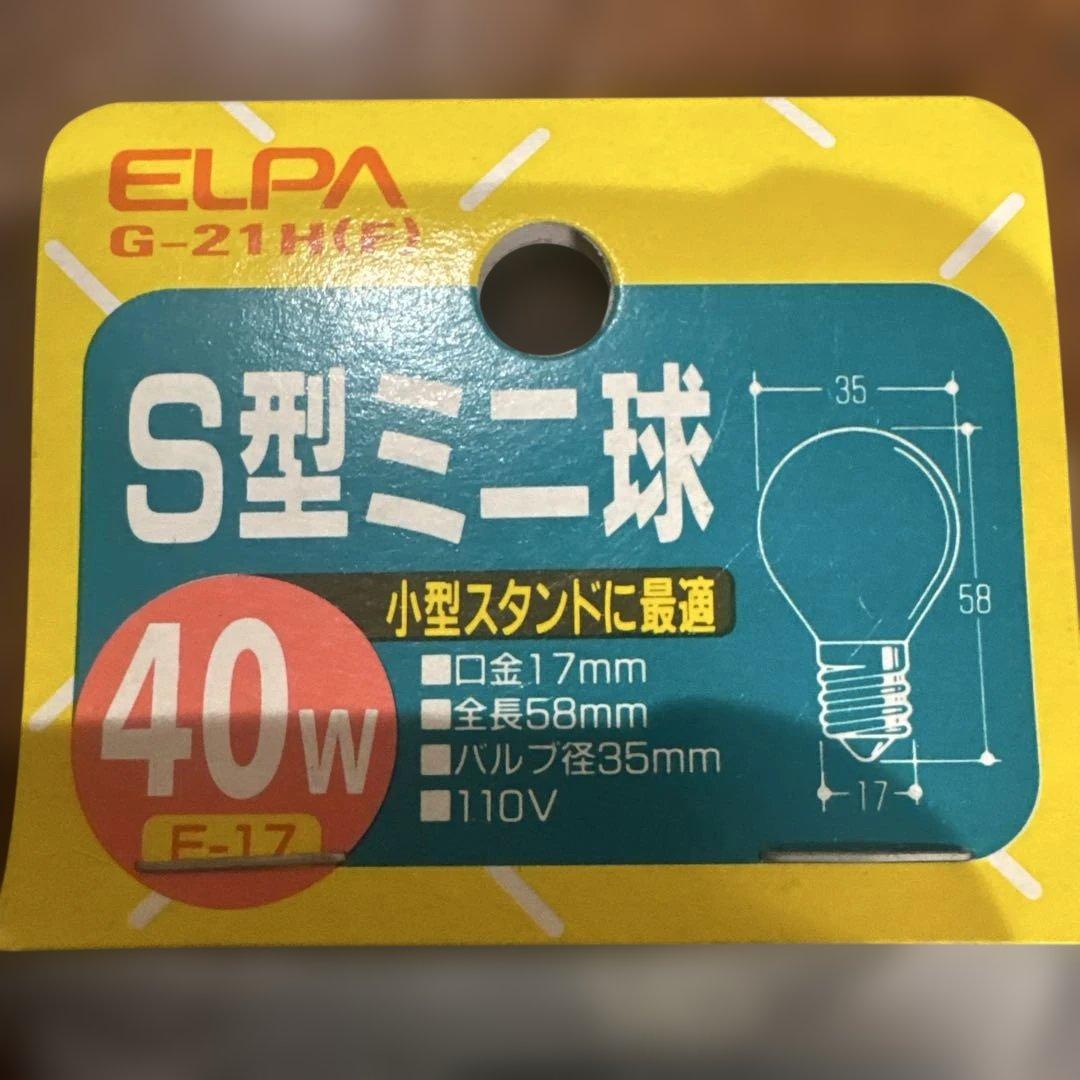 ELPA
G-21H(F)
S型ミニ球
小型スタンドに最適
40W
E-17
■口金17mm
■全長58mm
■バルブ径35mm
■110V
35
58
17